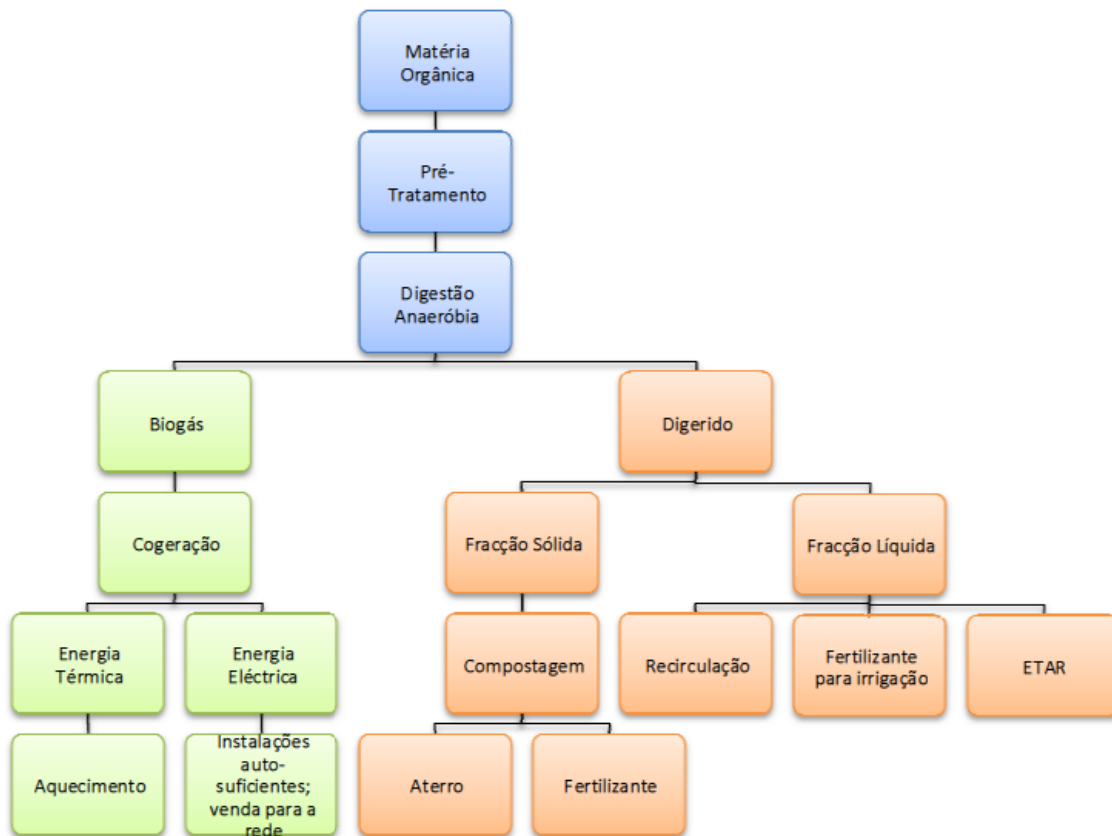 Matéria
Orgânica
Pré-
Tratamento
Digestão
Anaeróbia
Biogás
Digerido
Cogeração
Fracção Sólida
Fracção Líquida
Energia
Térmica
Energia
Eléctrica
Compostagem
Recirculação
Fertilizante
para irrigação
ETAR
Aquecimento
Instalações
auto-
suficientes;
venda para a
rede
Aterro
Fertilizante